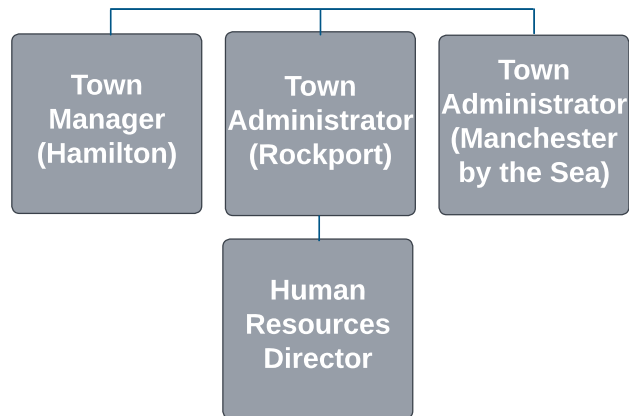 Town
Manager
(Hamilton)
Town
Administrator
(Rockport)
Town
Administrator
(Manchester
by the Sea)
Human
Resources
Director